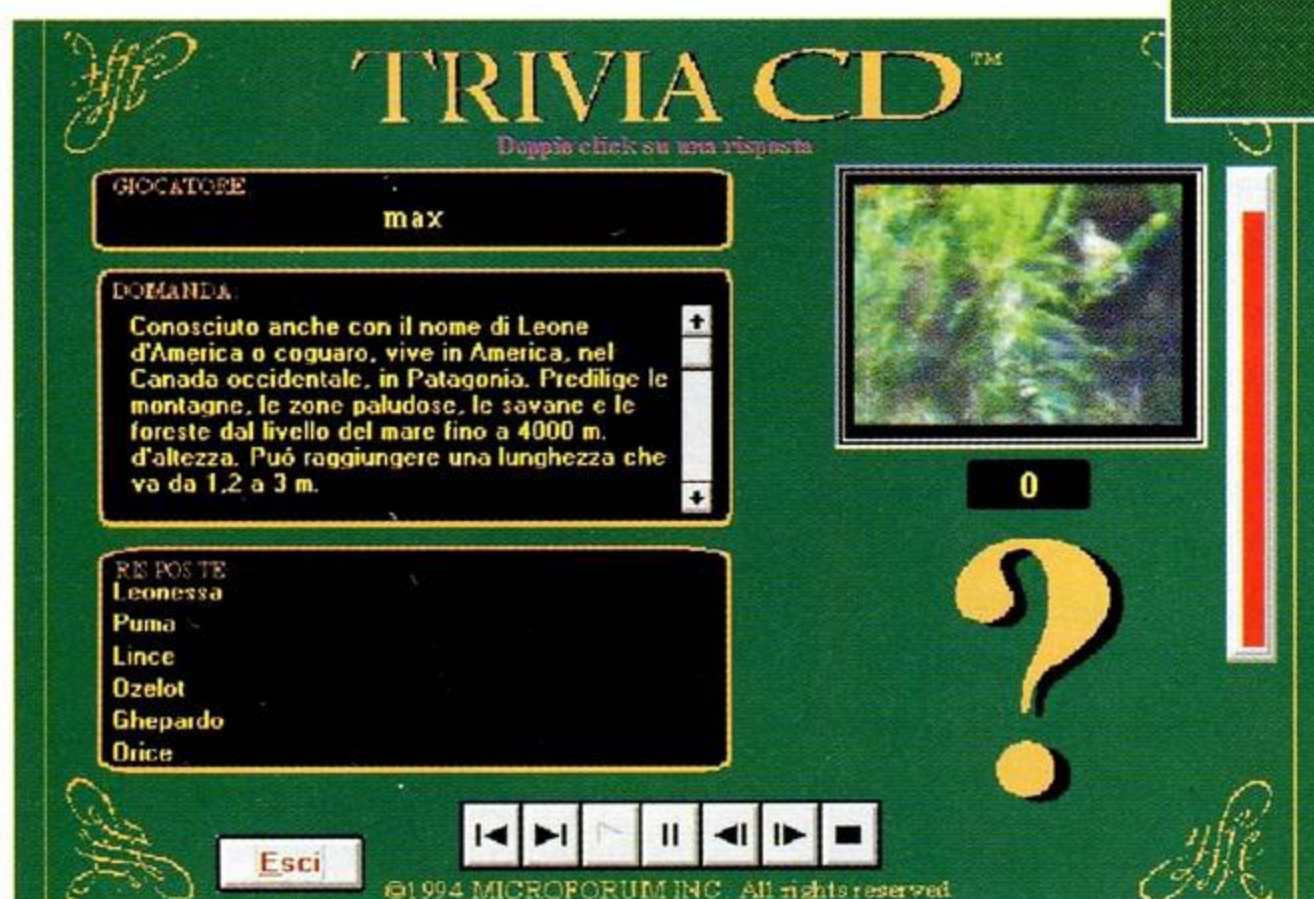 TRIVIA CD™
Doppio click su una risposta
GIOCATORE
max
DOMANDA:
Conosciuto anche con il nome di Leone
d'America o coguaro, vive in America, nel
Canada occidentale, in Patagonia. Predilige le
montagne, le zone paludose, le savane e le
foreste dal livello del mare fino a 4000 m.
d'altezza. Puó raggiungere una lunghezza che
va da 1,2 a 3 m.
0
RISPOSTE
Leonessa
Puma
Lince
Ozelot
Ghepardo
Orice
?
Esci
©1994 MICROFORUM INC. All rights reserved